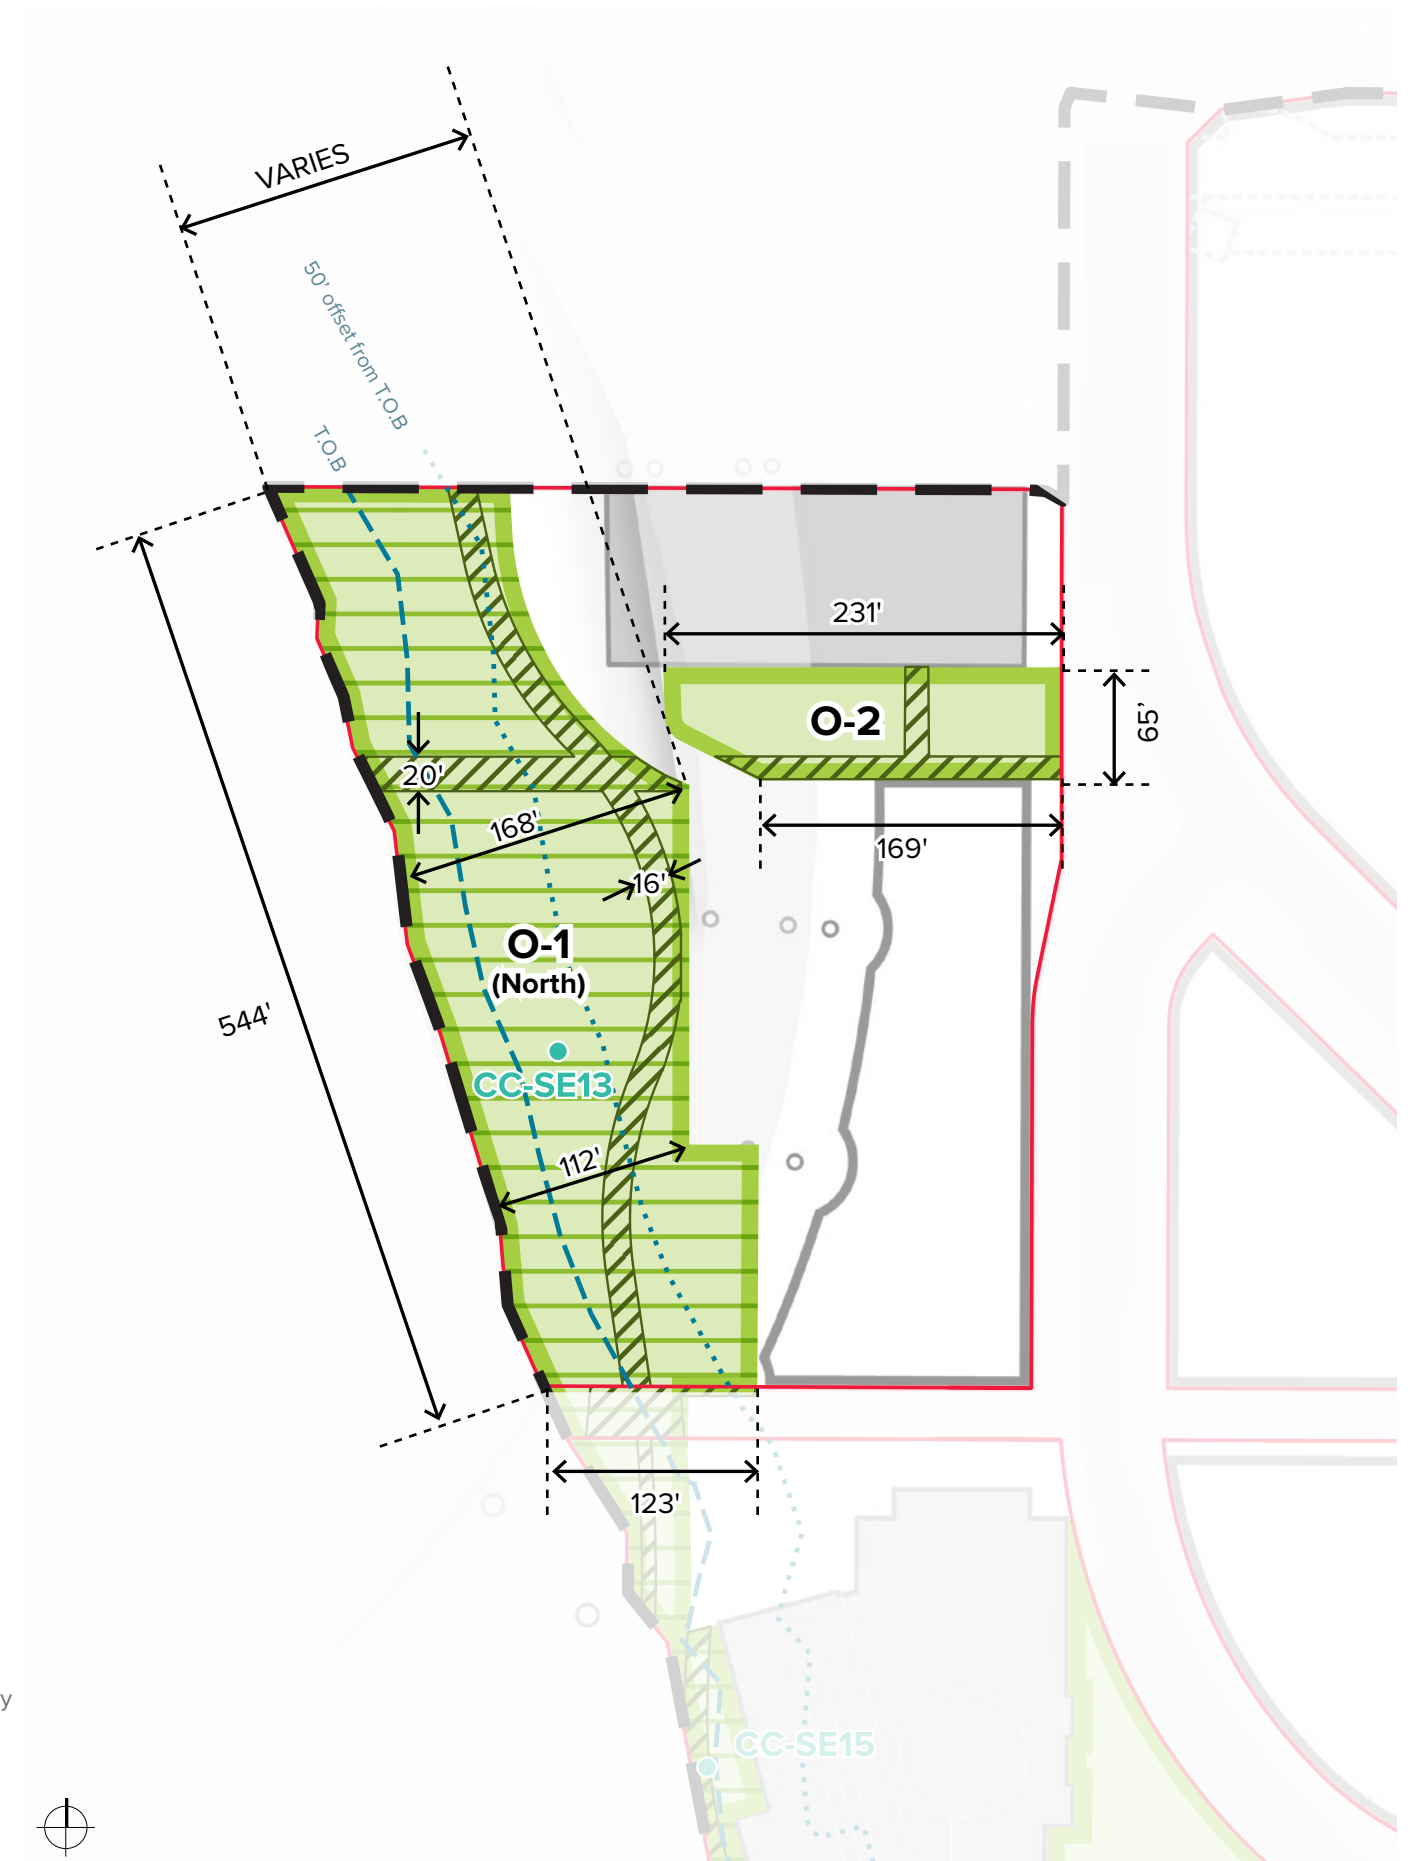 VARIES
50' offset from T.O.B
T.O.B
231'
O-2
65'
20'
168'
169'
16'
O-1
(North)
544'
CC-SE13
112'
123'
y
CC-SE15